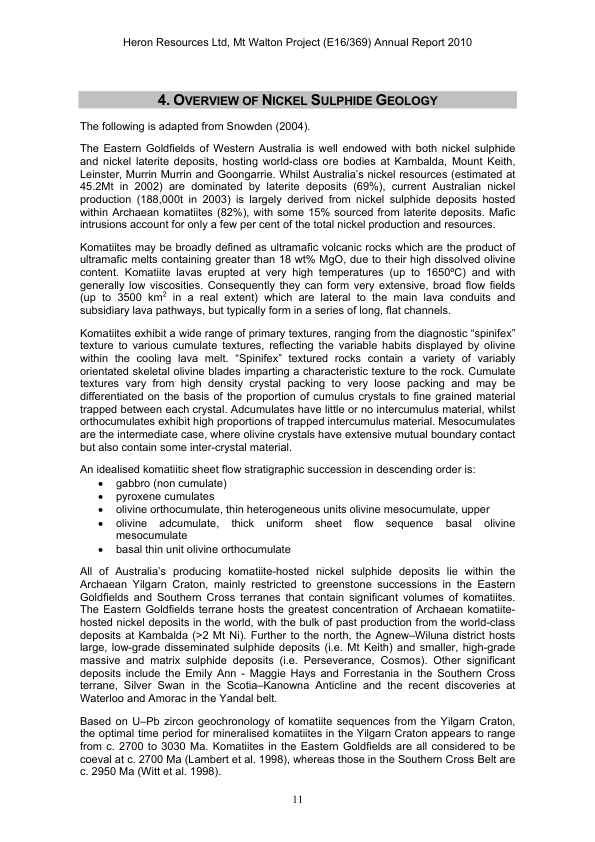 Heron Resources Ltd, Mt Walton Project (E16/369) Annual Report 2010
4. OVERVIEW OF NICKEL SULPHIDE GEOLOGY
The following is adapted from Snowden (2004).
The Eastern Goldfields of Western Australia is well endowed with both nickel sulphide
and nickel laterite deposits, hosting world-class ore bodies at Kambalda, Mount Keith,
Leinster, Murrin Murrin and Goongarrie. Whilst Australia's nickel resources (estimated at
45.2Mt in 2002) are dominated by laterite deposits (69%), current Australian nickel
production (188,000t in 2003) is largely derived from nickel sulphide deposits hosted
within Archaean komatiites (82%), with some 15% sourced from laterite deposits. Mafic
intrusions account for only a few per cent of the total nickel production and resources.
Komatiites may be broadly defined as ultramafic volcanic rocks which are the product of
ultramafic melts containing greater than 18 wt% MgO, due to their high dissolved olivine
content. Komatiite lavas erupted at very high temperatures (up to 1650ºC) and with
generally low viscosities. Consequently they can form very extensive, broad flow fields
(up to 3500 km² in a real extent) which are lateral to the main lava conduits and
subsidiary lava pathways, but typically form in a series of long, flat channels.
Komatiites exhibit a wide range of primary textures, ranging from the diagnostic “spinifex”
texture to various cumulate textures, reflecting the variable habits displayed by olivine
within the cooling lava melt. “Spinifex” textured rocks contain a variety of variably
orientated skeletal olivine blades imparting a characteristic texture to the rock. Cumulate
textures vary from high density crystal packing to very loose packing and may be
differentiated on the basis of the proportion of cumulus crystals to fine grained material
trapped between each crystal. Adcumulates have little or no intercumulus material, whilst
orthocumulates exhibit high proportions of trapped intercumulus material. Mesocumulates
are the intermediate case, where olivine crystals have extensive mutual boundary contact
but also contain some inter-crystal material.
An idealised komatiitic sheet flow stratigraphic succession in descending order is:
• gabbro (non cumulate)
• pyroxene cumulates
• olivine orthocumulate, thin heterogeneous units olivine mesocumulate, upper
• olivine adcumulate, thick uniform sheet flow sequence basal olivine
mesocumulate
• basal thin unit olivine orthocumulate
All of Australia's producing komatiite-hosted nickel sulphide deposits lie within the
Archaean Yilgarn Craton, mainly restricted to greenstone successions in the Eastern
Goldfields and Southern Cross terranes that contain significant volumes of komatiites.
The Eastern Goldfields terrane hosts the greatest concentration of Archaean komatiite-
hosted nickel deposits in the world, with the bulk of past production from the world-class
deposits at Kambalda (>2 Mt Ni). Further to the north, the Agnew–Wiluna district hosts
large, low-grade disseminated sulphide deposits (i.e. Mt Keith) and smaller, high-grade
massive and matrix sulphide deposits (i.e. Perseverance, Cosmos). Other significant
deposits include the Emily Ann - Maggie Hays and Forrestania in the Southern Cross
terrane, Silver Swan in the Scotia–Kanowna Anticline and the recent discoveries at
Waterloo and Amorac in the Yandal belt.
Based on U–Pb zircon geochronology of komatiite sequences from the Yilgarn Craton,
the optimal time period for mineralised komatiites in the Yilgarn Craton appears to range
from c. 2700 to 3030 Ma. Komatiites in the Eastern Goldfields are all considered to be
coeval at c. 2700 Ma (Lambert et al. 1998), whereas those in the Southern Cross Belt are
c. 2950 Ma (Witt et al. 1998).
11